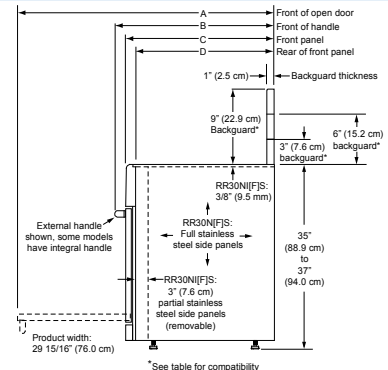 A
Front of open door
B
Front of handle
C
Front panel
D
Rear of front panel
1” (2.5 cm)
Backguard thickness
9” (22.9 cm)
Backguard*
6” (15.2 cm)
backguard*
3” (7.6 cm)
backguard*
RR30NI[F]S:
3/8” (9.5 mm)
External handle
shown, some models
have integral handle
RR30N[F]S:
Full stainless
steel side panels
35”
(88.9 cm)
to
37”
(94.0 cm)
RR30NI[F]S:
3” (7.6 cm)
partial stainless
steel side panels
(removable)
Product width:
29 15/16” (76.0 cm)
*See table for compatibility